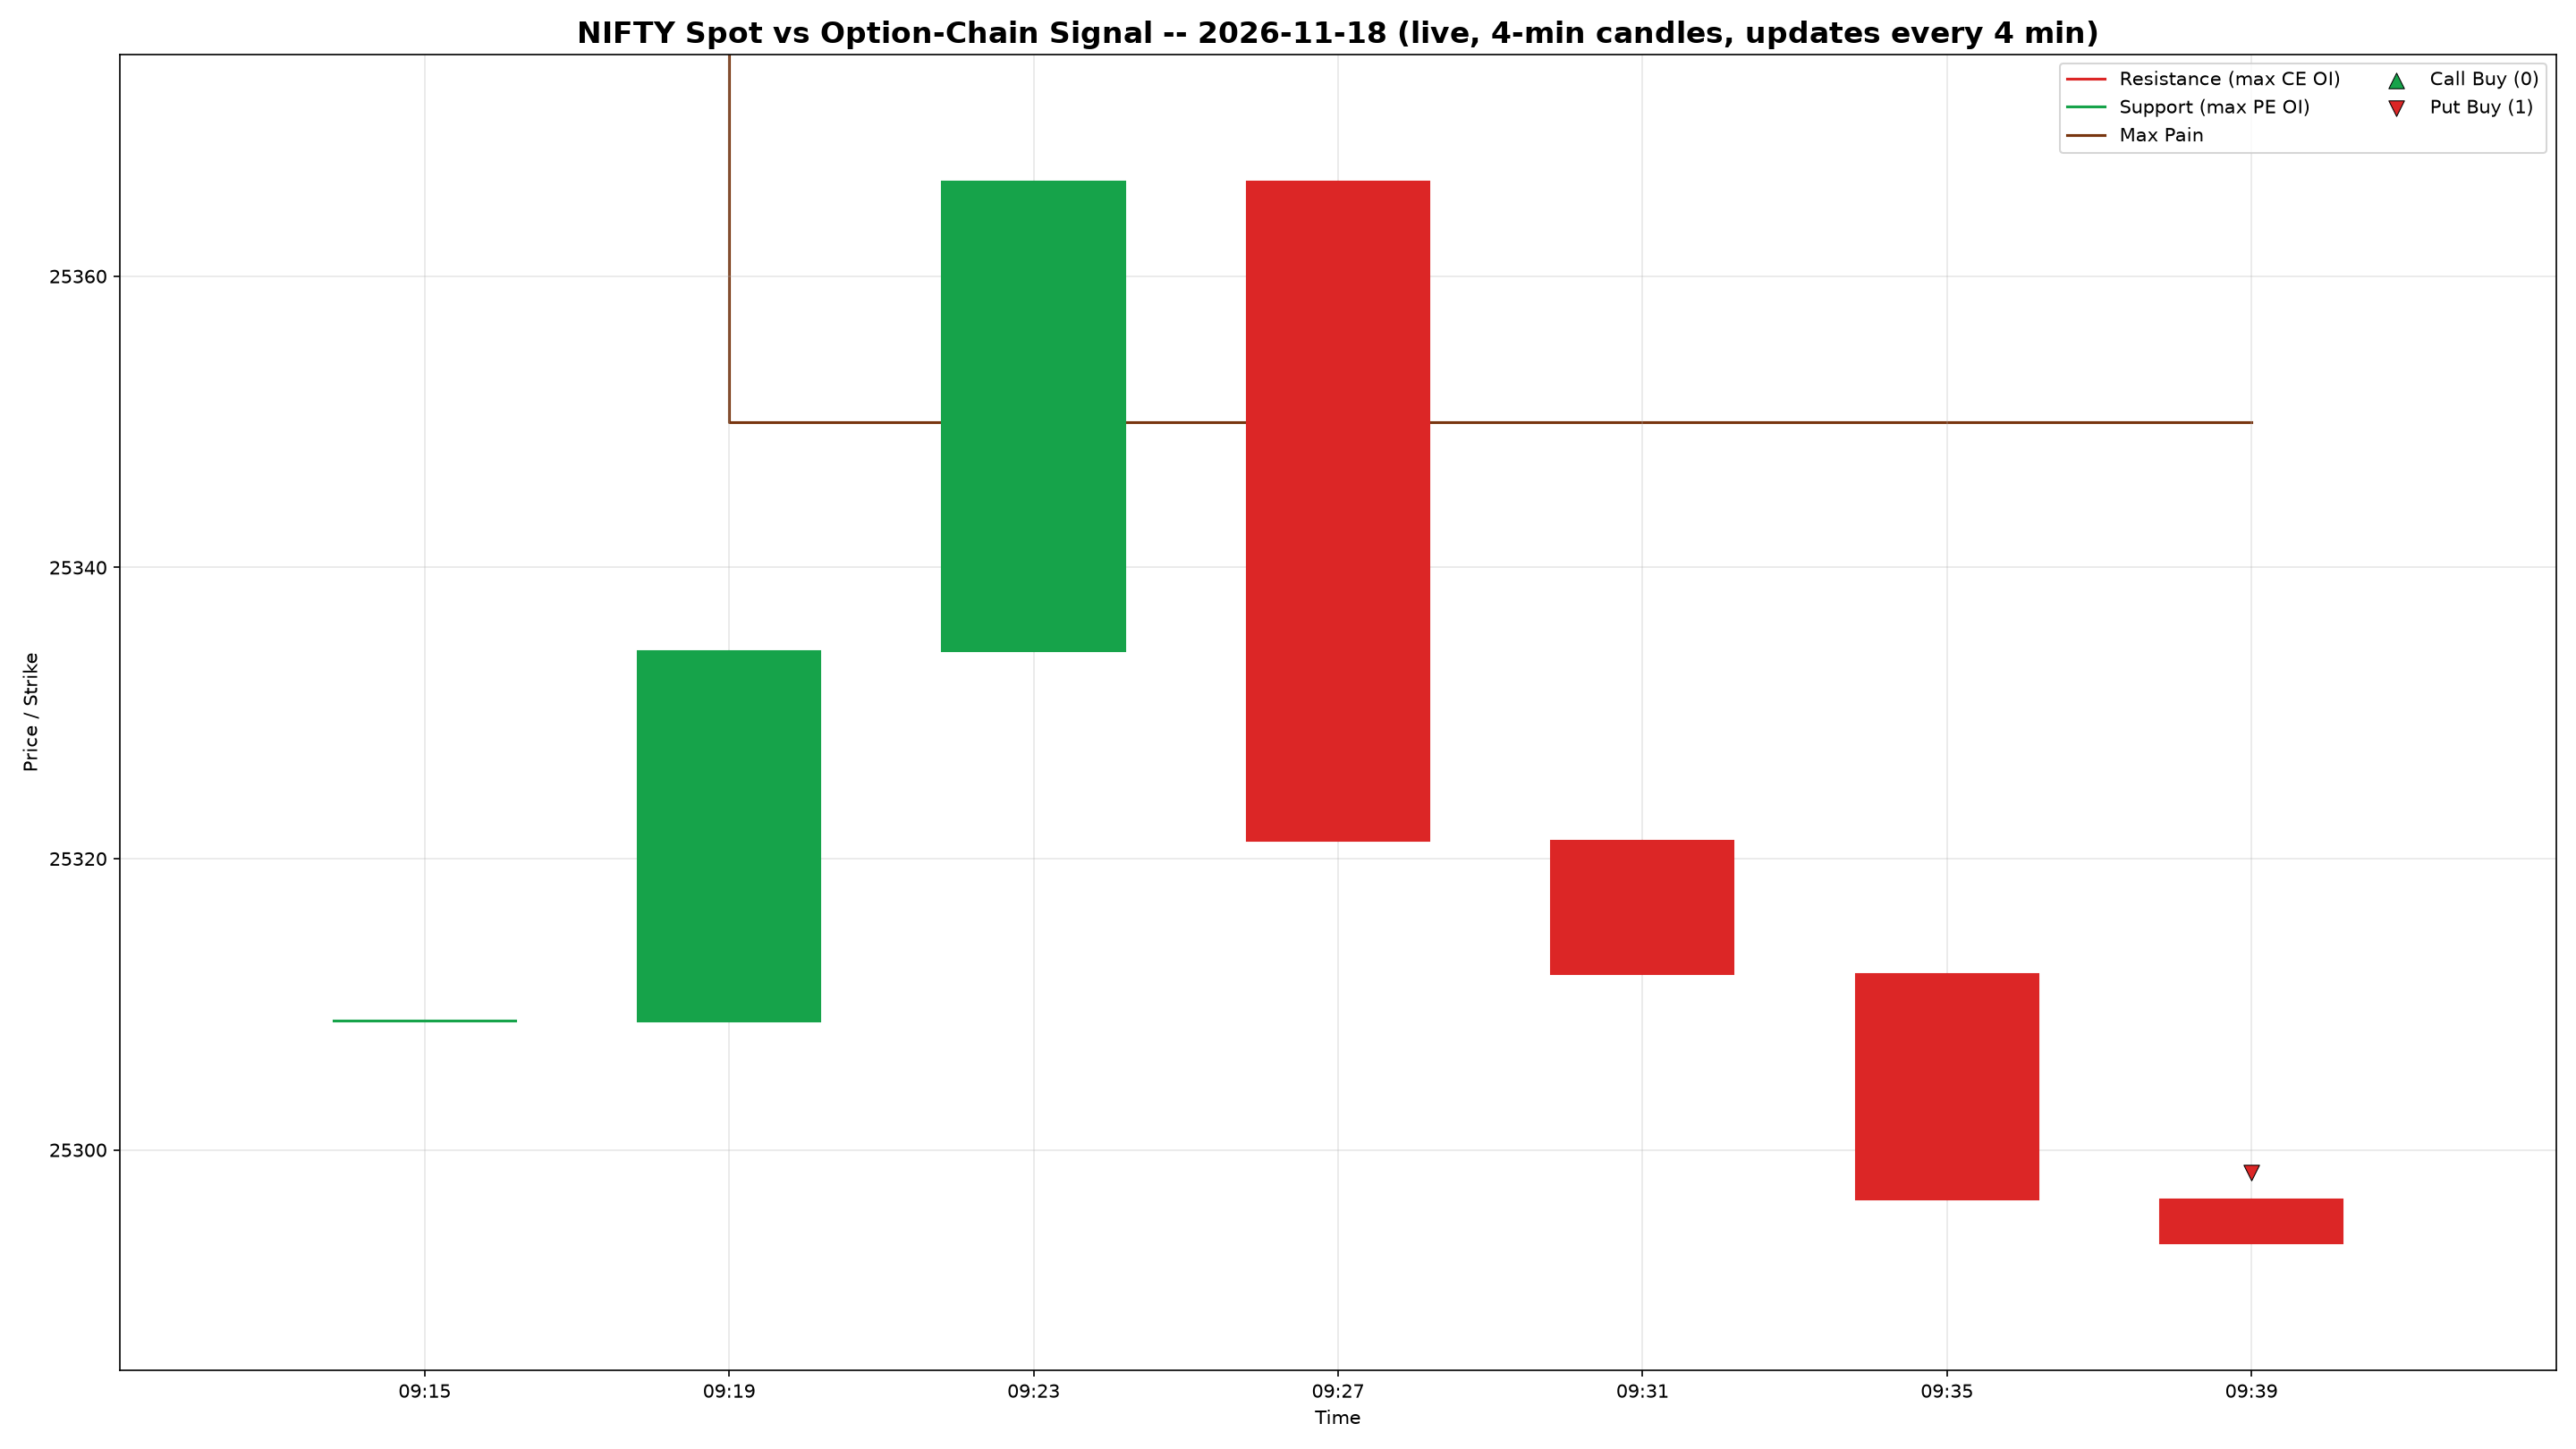 NIFTY Spot vs Option-Chain Signal -- 2026-11-18 (live, 4-min candles, updates every 4 min)
Resistance (max CE OI)
Support (max PE OI)
Max Pain
Call Buy (0)
Put Buy (1)
Price / Strike
25360
25340
25320
25300
09:15
09:19
09:23
09:27
09:31
09:35
09:39
Time